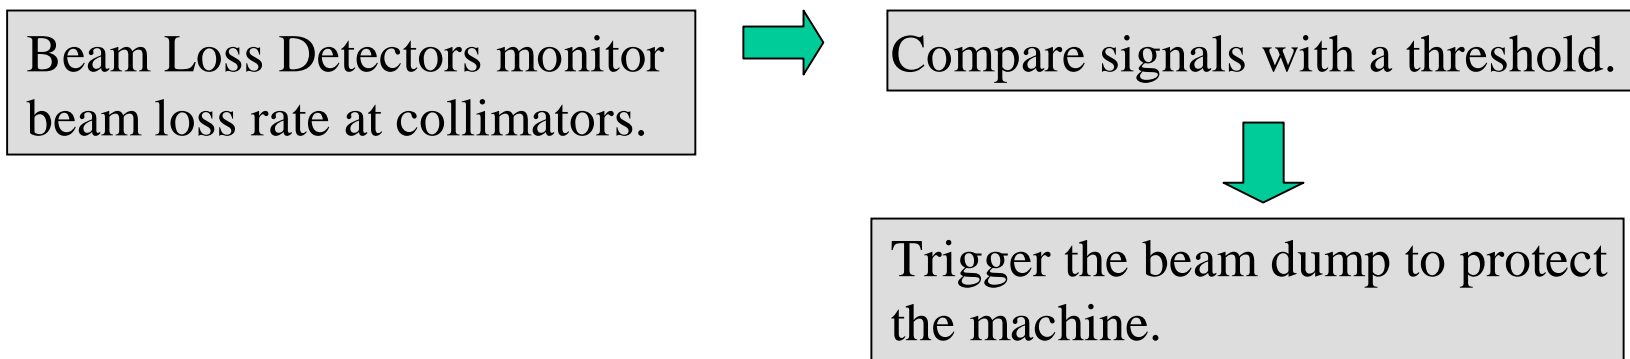 Beam Loss Detectors monitor
beam loss rate at collimators.
Compare signals with a threshold.
Trigger the beam dump to protect
the machine.